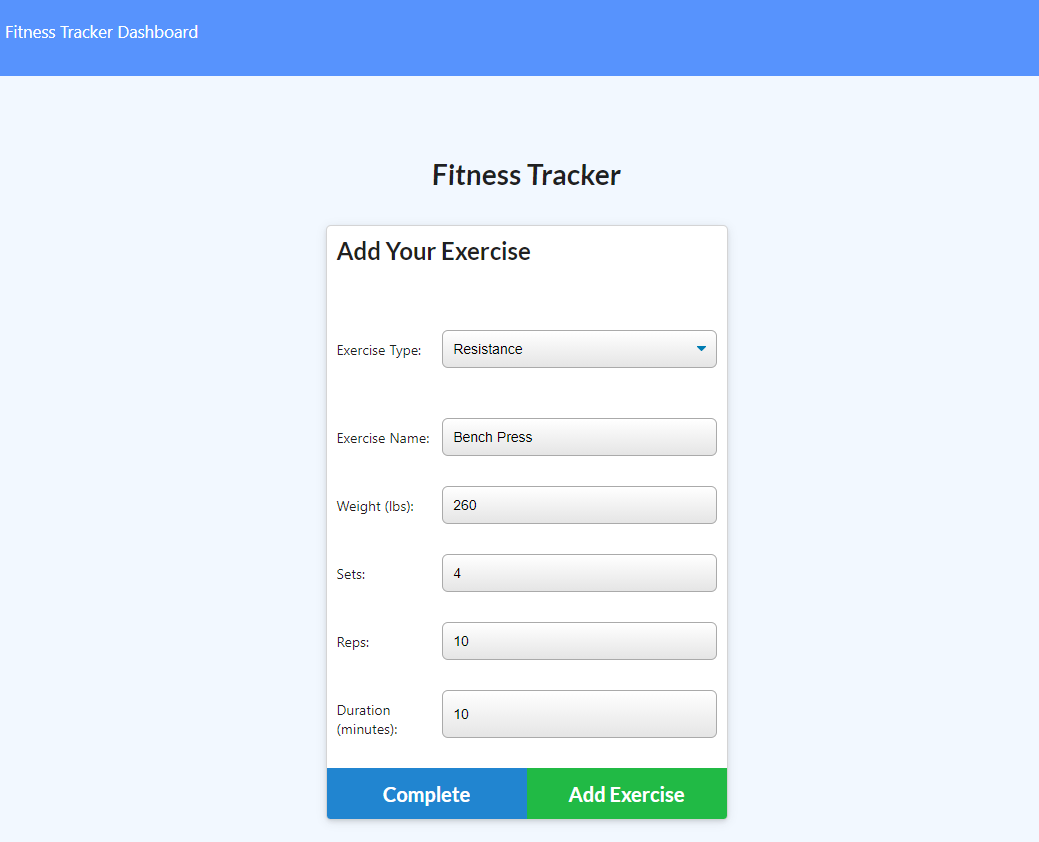 Fitness Tracker Dashboard
Fitness Tracker
Add Your Exercise
Exercise Type: Resistance
Exercise Name: Bench Press
Weight (lbs): 260
Sets: 4
Reps: 10
Duration
(minutes): 10
Complete Add Exercise